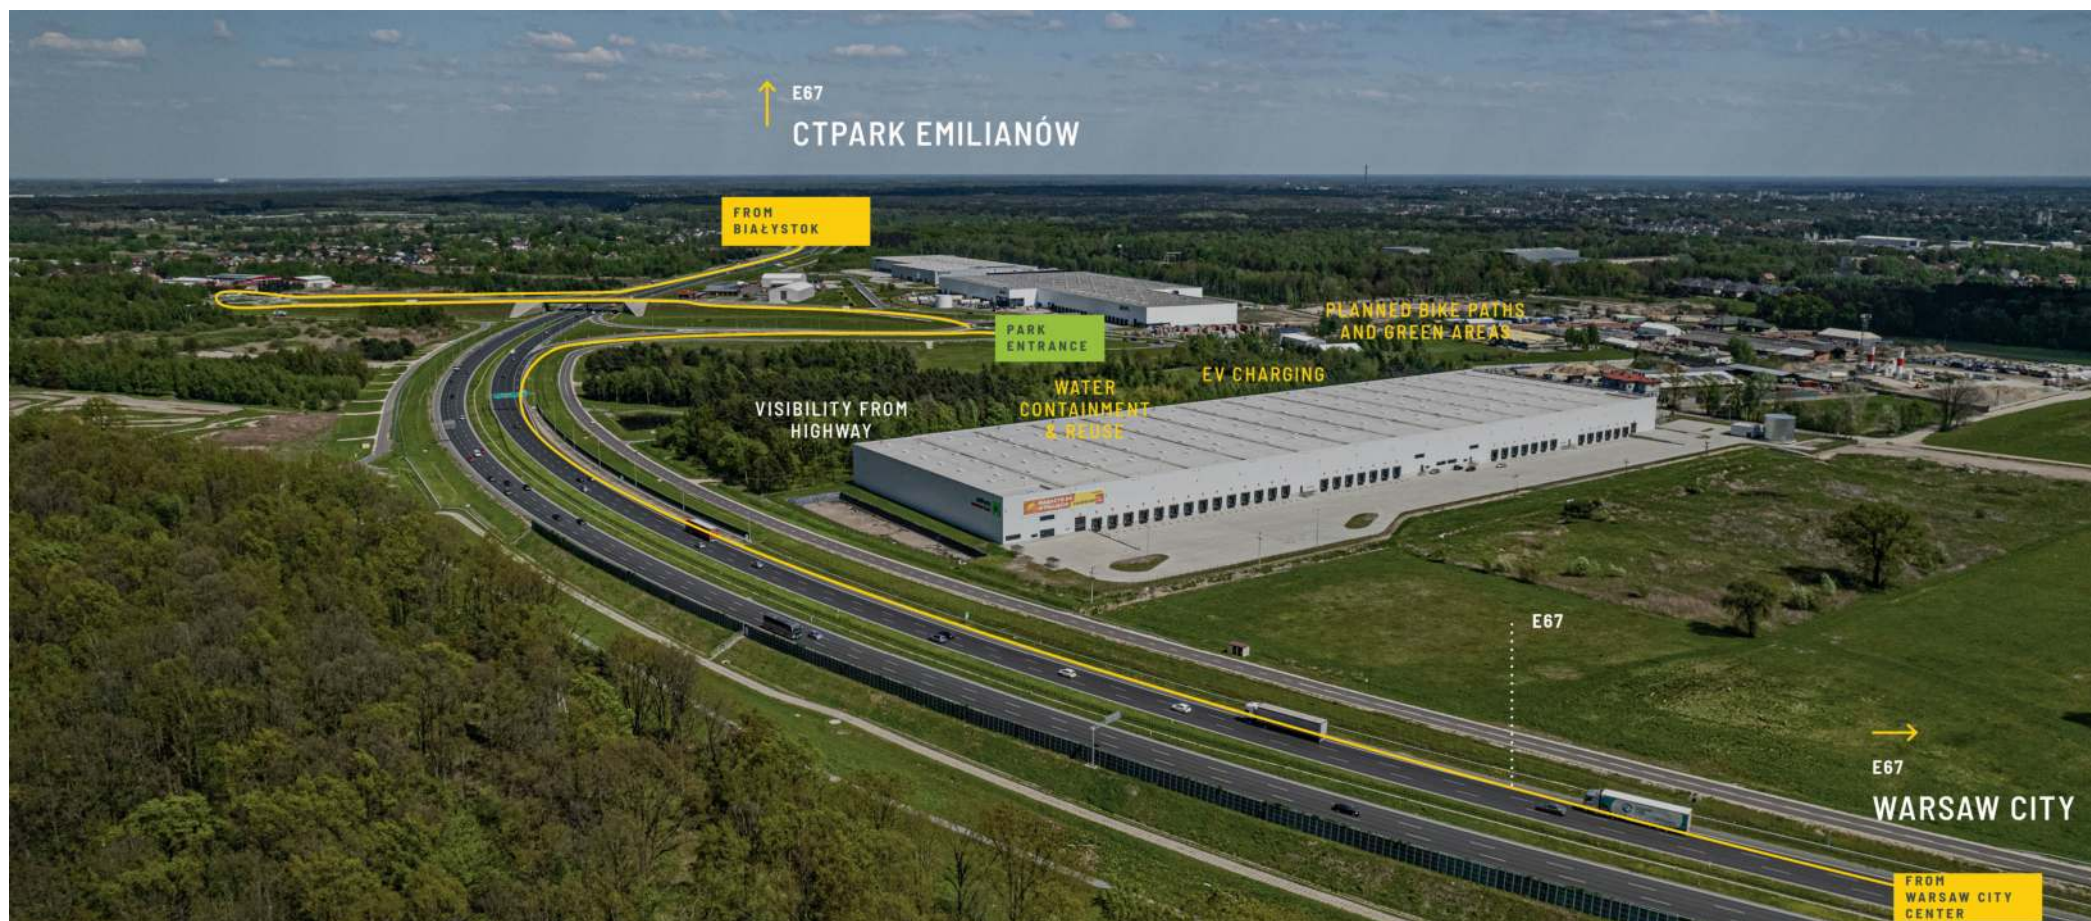 E67
CTPARK EMILIANÓW
FROM
BIAŁYSTOK
PARK
ENTRANCE
PLANNED BIKE PATHS
AND GREEN AREAS
EV CHARGING
WATER
CONTAINMENT
& REUSE
VISIBILITY FROM
HIGHWAY
E67
E67
WARSAW CITY
FROM
WARSAW CITY
CENTER